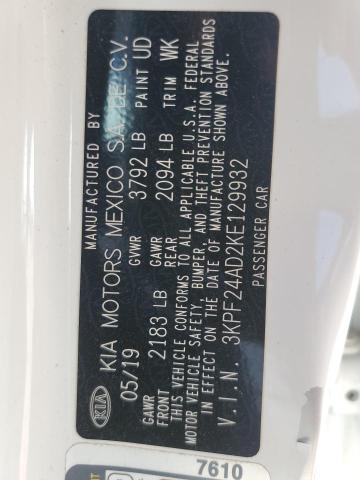 MANUFACTURED BY
KIA KIA MOTORS MEXICO S.A. DE C.V.
05/19 GVWR 3792 LB PAINT UD
GAWR FRONT 2183 LB GAWR REAR 2094 LB TRIM WK
THIS VEHICLE CONFORMS TO ALL APPLICABLE U.S.A. FEDERAL
MOTOR VEHICLE SAFETY, BUMPER, AND THEFT PREVENTION STANDARDS
IN EFFECT ON THE DATE OF MANUFACTURE SHOWN ABOVE.
V.I.N. 3KPF24AD2KE129932
PASSENGER CAR
7610